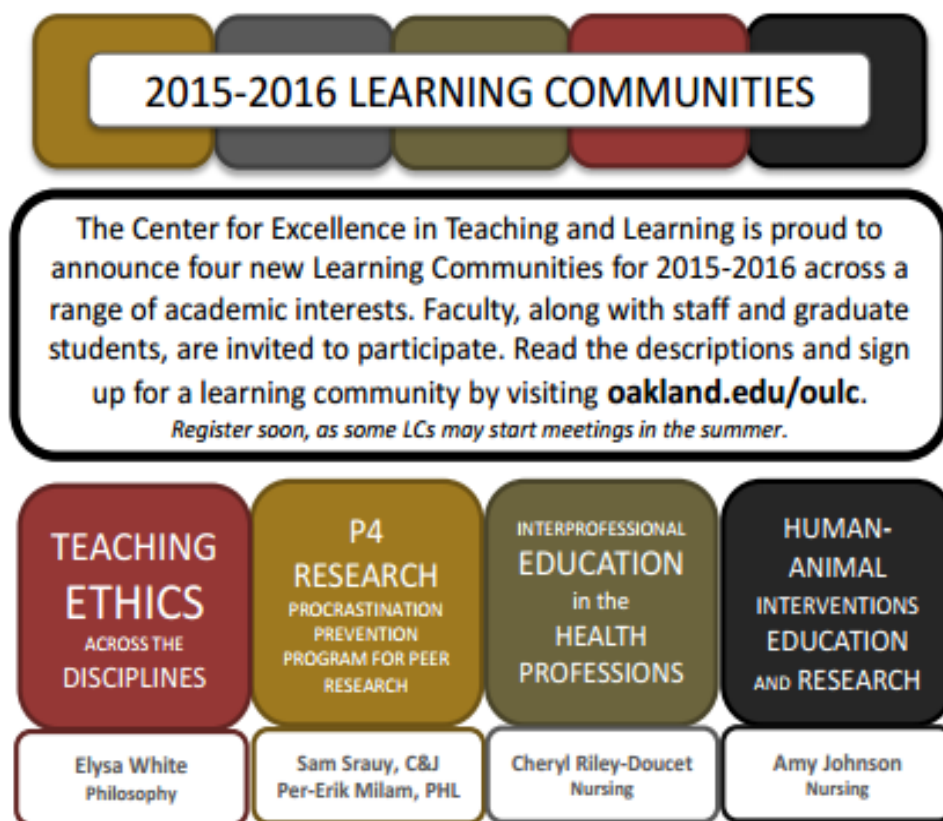 2015-2016 LEARNING COMMUNITIES
The Center for Excellence in Teaching and Learning is proud to
announce four new Learning Communities for 2015-2016 across a
range of academic interests. Faculty, along with staff and graduate
students, are invited to participate. Read the descriptions and sign
up for a learning community by visiting oakland.edu/oulc.
Register soon, as some LCs may start meetings in the summer.
TEACHING
ETHICS
ACROSS THE
DISCIPLINES
Elysa White
Philosophy
P4
RESEARCH
PROCRASTINATION
PREVENTION
PROGRAM FOR PEER
RESEARCH
Sam Srauy, C&J
Per-Erik Milam, PHL
INTERPROFESSIONAL
EDUCATION
in the
HEALTH
PROFESSIONS
Cheryl Riley-Doucet
Nursing
HUMAN-
ANIMAL
INTERVENTIONS
EDUCATION
AND RESEARCH
Amy Johnson
Nursing